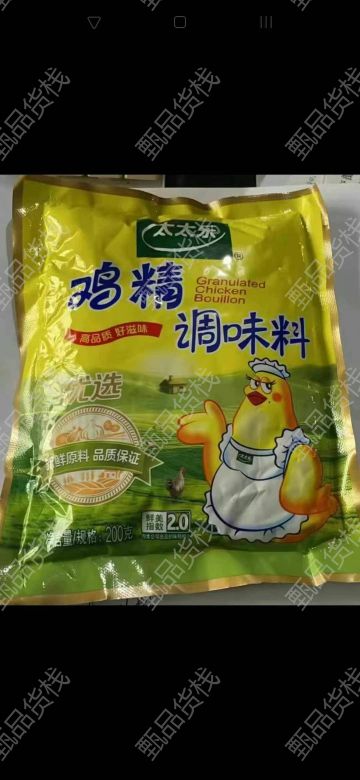 太太乐
®
鸡精
Granulated
Chicken
Bouillon
高品质 好滋味
调味料
优选
鲜原料 品质保证
鲜美
指数
2.0
净含量/规格：200克
甄品货栈